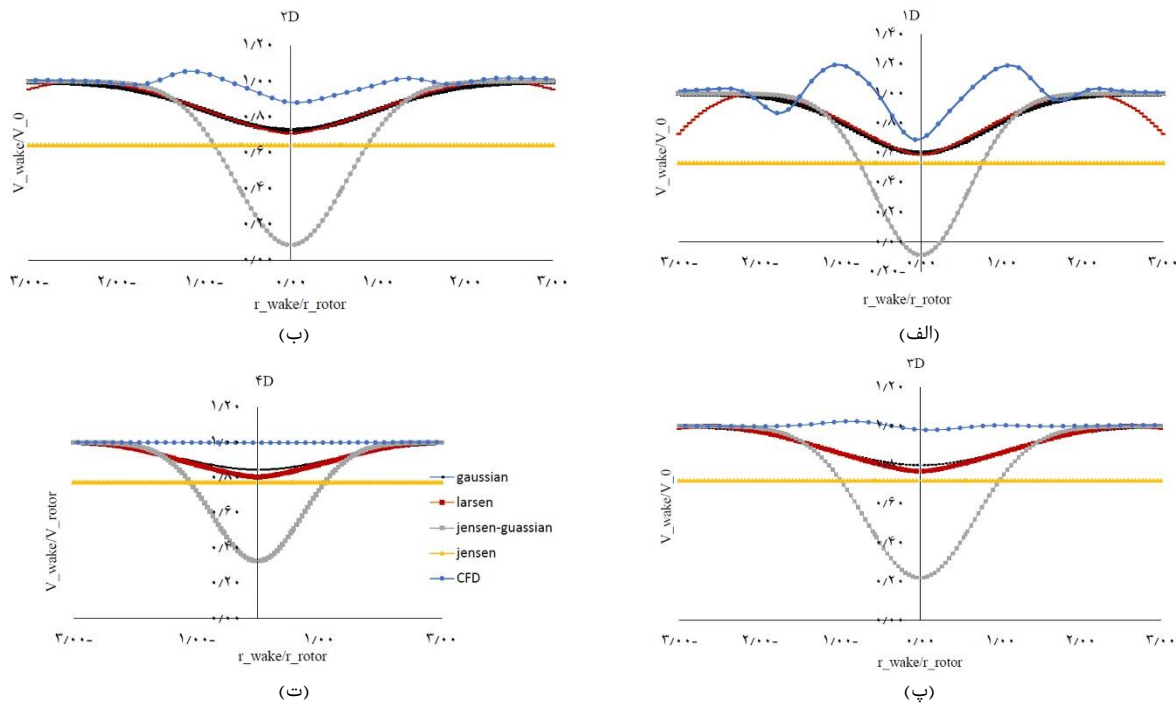 ۱D
۱/۴۰
۱/۲۰
۱/۰۰
۰/۸۰
۰/۶۰
۰/۴۰
۰/۲۰
۰/۰۰
۰/۲۰-
V_wake/V_0
۳/۰۰- ۲/۰۰- ۱/۰۰- ۰/۰۰ ۱/۰۰ ۲/۰۰ ۳/۰۰
r_wake/r_rotor
(الف)
۲D
۱/۲۰
۱/۰۰
۰/۸۰
۰/۶۰
۰/۴۰
۰/۲۰
۰/۰۰
V_wake/V_0
۳/۰۰- ۲/۰۰- ۱/۰۰- ۰/۰۰ ۱/۰۰ ۲/۰۰ ۳/۰۰
r_wake/r_rotor
(ب)
۳D
۱/۲۰
۱/۰۰
۰/۸۰
۰/۶۰
۰/۴۰
۰/۲۰
۰/۰۰
V_wake/V_0
۳/۰۰- ۲/۰۰- ۱/۰۰- ۰/۰۰ ۱/۰۰ ۲/۰۰ ۳/۰۰
r_wake/r_rotor
(پ)
۴D
۱/۲۰
۱/۰۰
۰/۸۰
۰/۶۰
۰/۴۰
۰/۲۰
۰/۰۰
V_wake/V_rotor
۳/۰۰- ۱/۰۰- ۱/۰۰ ۳/۰۰
r_wake/r_rotor
gaussian
larsen
jensen-guassian
jensen
CFD
(ت)